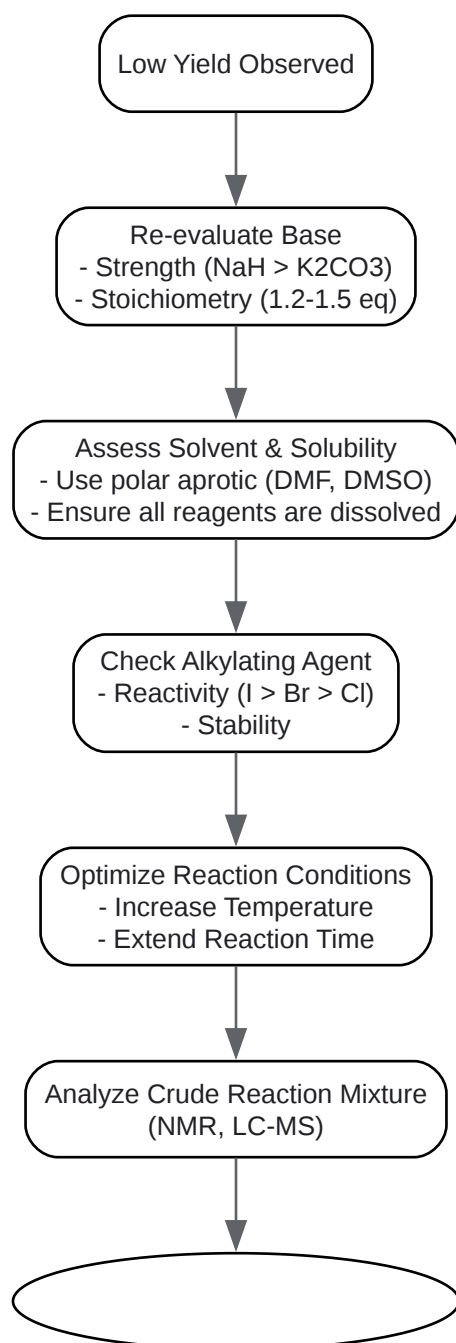 Low Yield Observed
Re-evaluate Base
- Strength (NaH > K2CO3)
- Stoichiometry (1.2-1.5 eq)
Assess Solvent & Solubility
- Use polar aprotic (DMF, DMSO)
- Ensure all reagents are dissolved
Check Alkylating Agent
- Reactivity (I > Br > Cl)
- Stability
Optimize Reaction Conditions
- Increase Temperature
- Extend Reaction Time
Analyze Crude Reaction Mixture
(NMR, LC-MS)